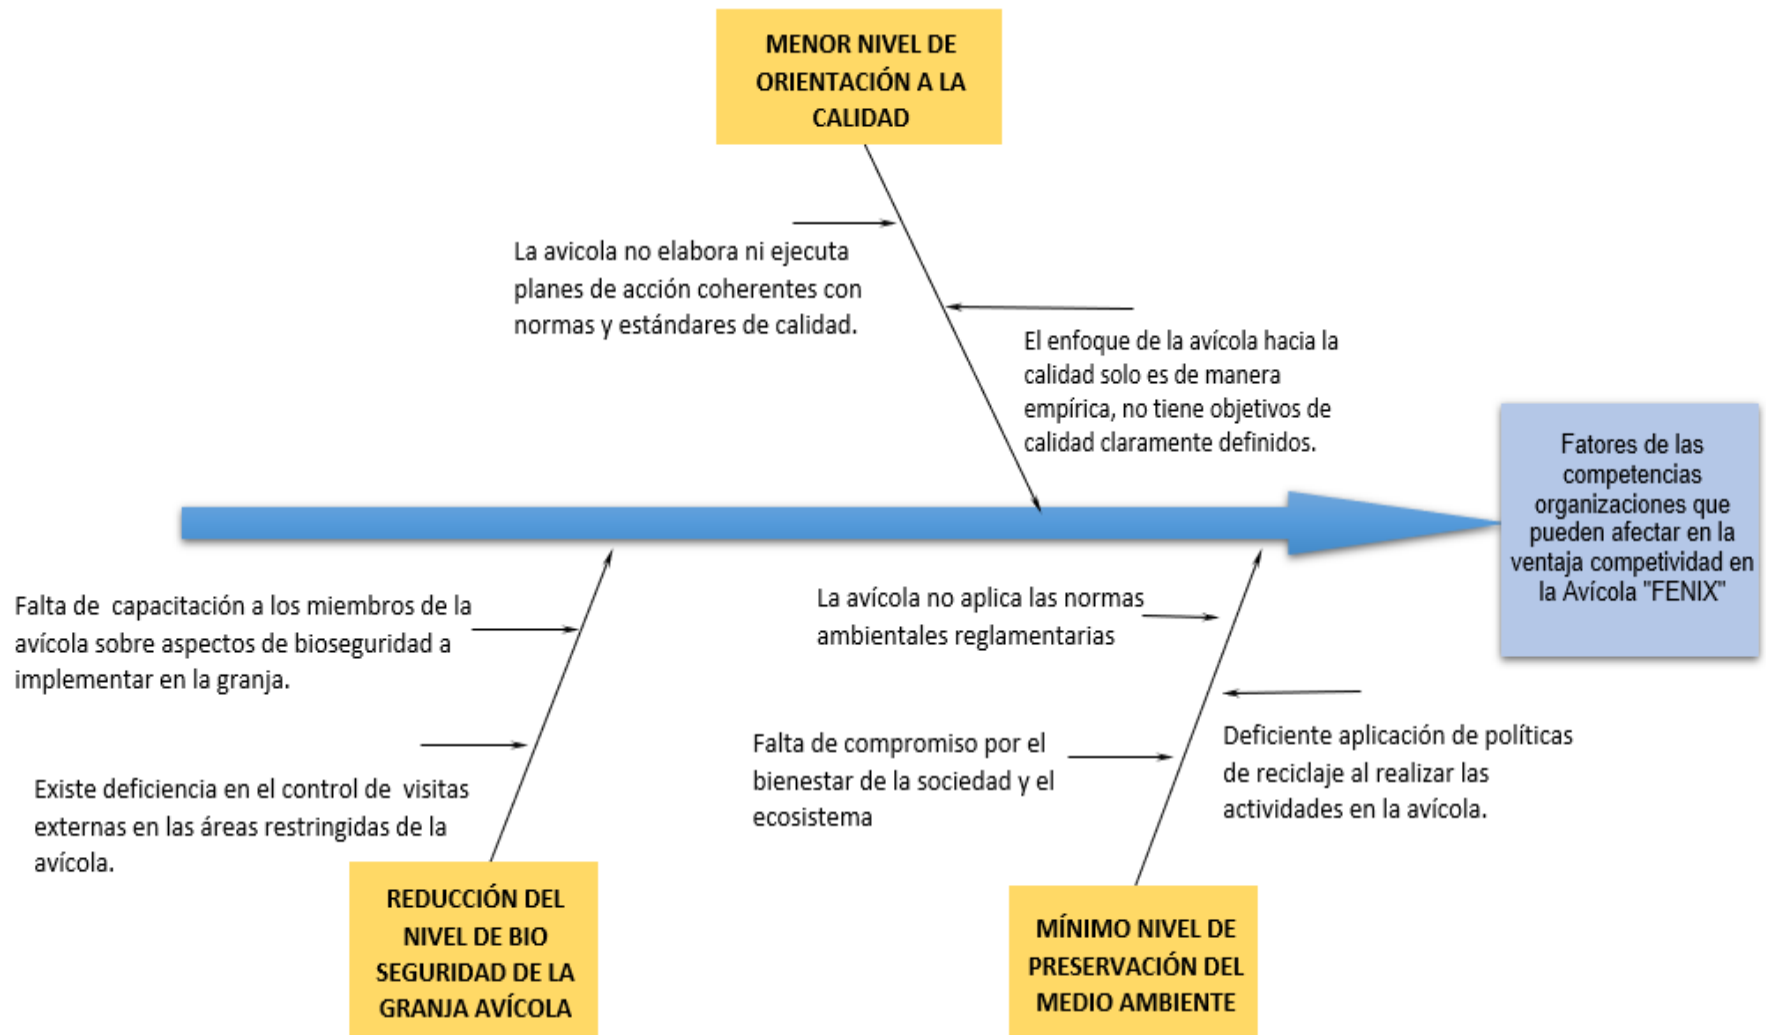 MENOR NIVEL DE
ORIENTACIÓN A LA
CALIDAD
La avicola no elabora ni ejecuta
planes de acción coherentes con
normas y estándares de calidad.
El enfoque de la avícola hacia la
calidad solo es de manera
empírica, no tiene objetivos de
calidad claramente definidos.
Fatores de las
competencias
organizaciones que
pueden afectar en la
ventaja competividad en
la Avícola "FENIX"
Falta de capacitación a los miembros de la
avícola sobre aspectos de bioseguridad a
implementar en la granja.
Existe deficiencia en el control de visitas
externas en las áreas restringidas de la
avícola.
REDUCCIÓN DEL
NIVEL DE BIO
SEGURIDAD DE LA
GRANJA AVÍCOLA
La avícola no aplica las normas
ambientales reglamentarias
Falta de compromiso por el
bienestar de la sociedad y el
ecosistema
Deficiente aplicación de políticas
de reciclaje al realizar las
actividades en la avícola.
MÍNIMO NIVEL DE
PRESERVACIÓN DEL
MEDIO AMBIENTE